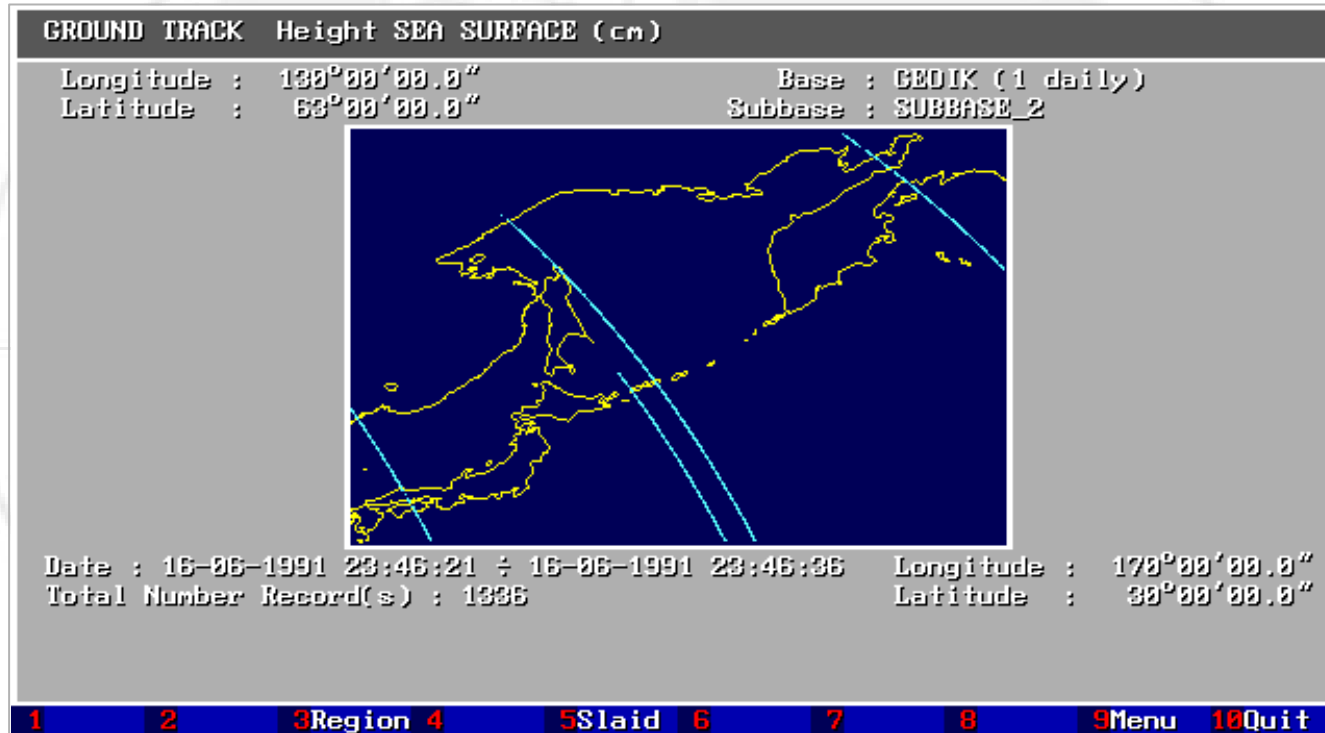 GROUND TRACK Height SEA SURFACE (cm)
Longitude : 130°00'00.0" Base : GEOIK (1 daily)
Latitude : 63°00'00.0" Subbase : SUBBASE_2
Date : 16-06-1991 23:46:21 ÷ 16-06-1991 23:46:36 Longitude : 170°00'00.0"
Total Number Record(s) : 1336 Latitude : 30°00'00.0"
1 2 3Region 4 5Slaid 6 7 8 9Menu 10Quit